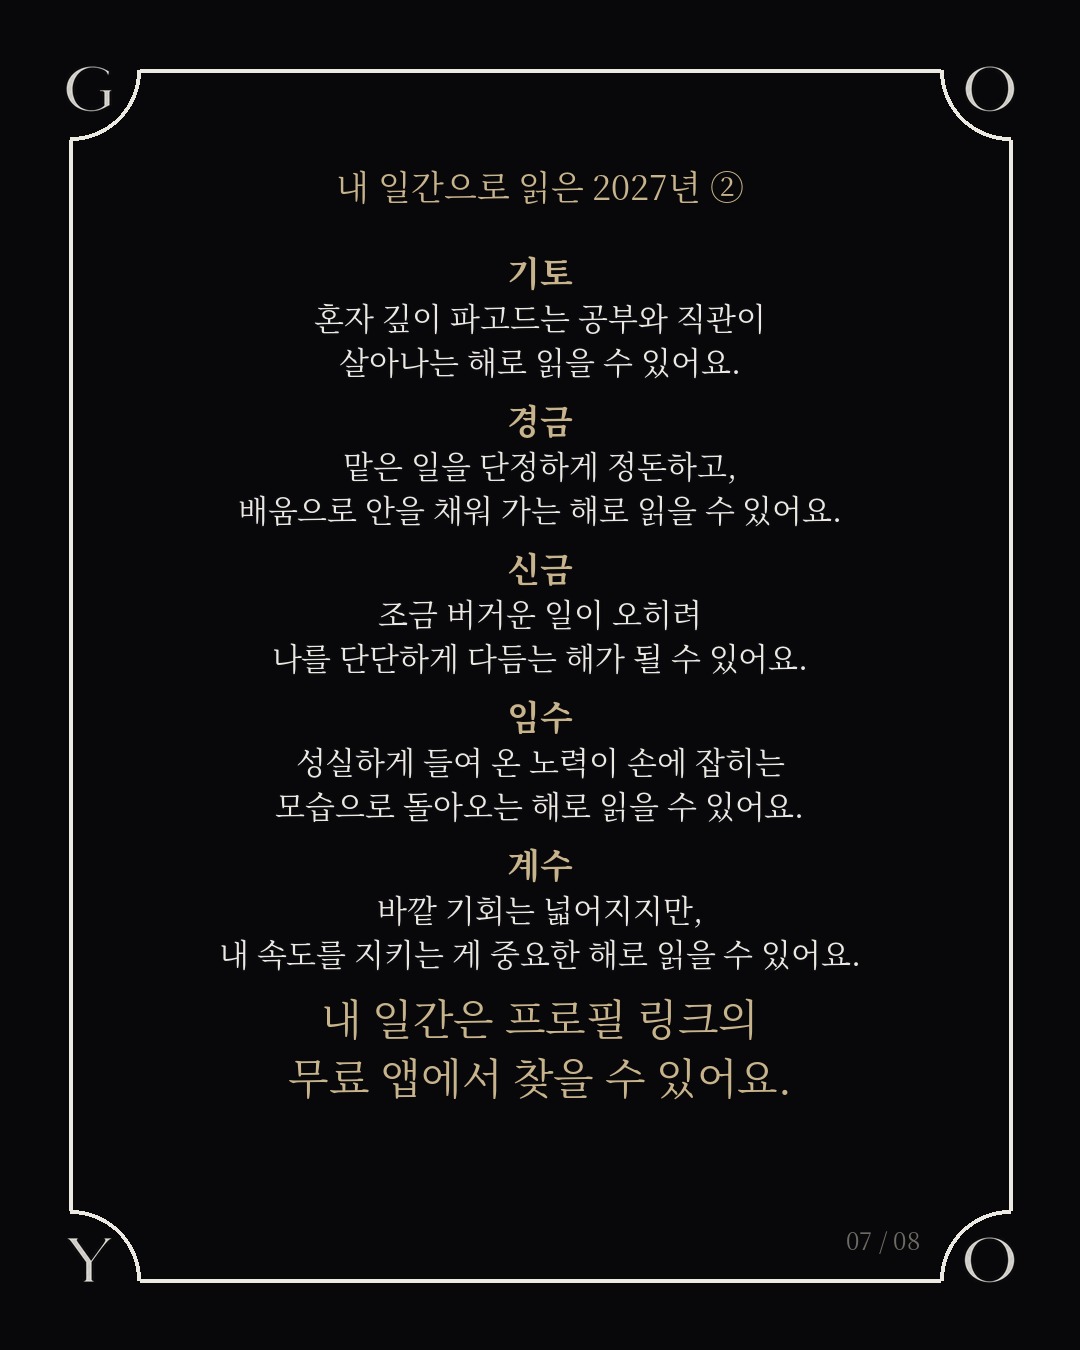 G O
내 일간으로 읽은 2027년 ②
기토
혼자 깊이 파고드는 공부와 직관이
살아나는 해로 읽을 수 있어요.
경금
맡은 일을 단정하게 정돈하고,
배움으로 안을 채워 가는 해로 읽을 수 있어요.
신금
조금 버거운 일이 오히려
나를 단단하게 다듬는 해가 될 수 있어요.
임수
성실하게 들여 온 노력이 손에 잡히는
모습으로 돌아오는 해로 읽을 수 있어요.
계수
바깥 기회는 넓어지지만,
내 속도를 지키는 게 중요한 해로 읽을 수 있어요.
내 일간은 프로필 링크의
무료 앱에서 찾을 수 있어요.
07 / 08
Y O